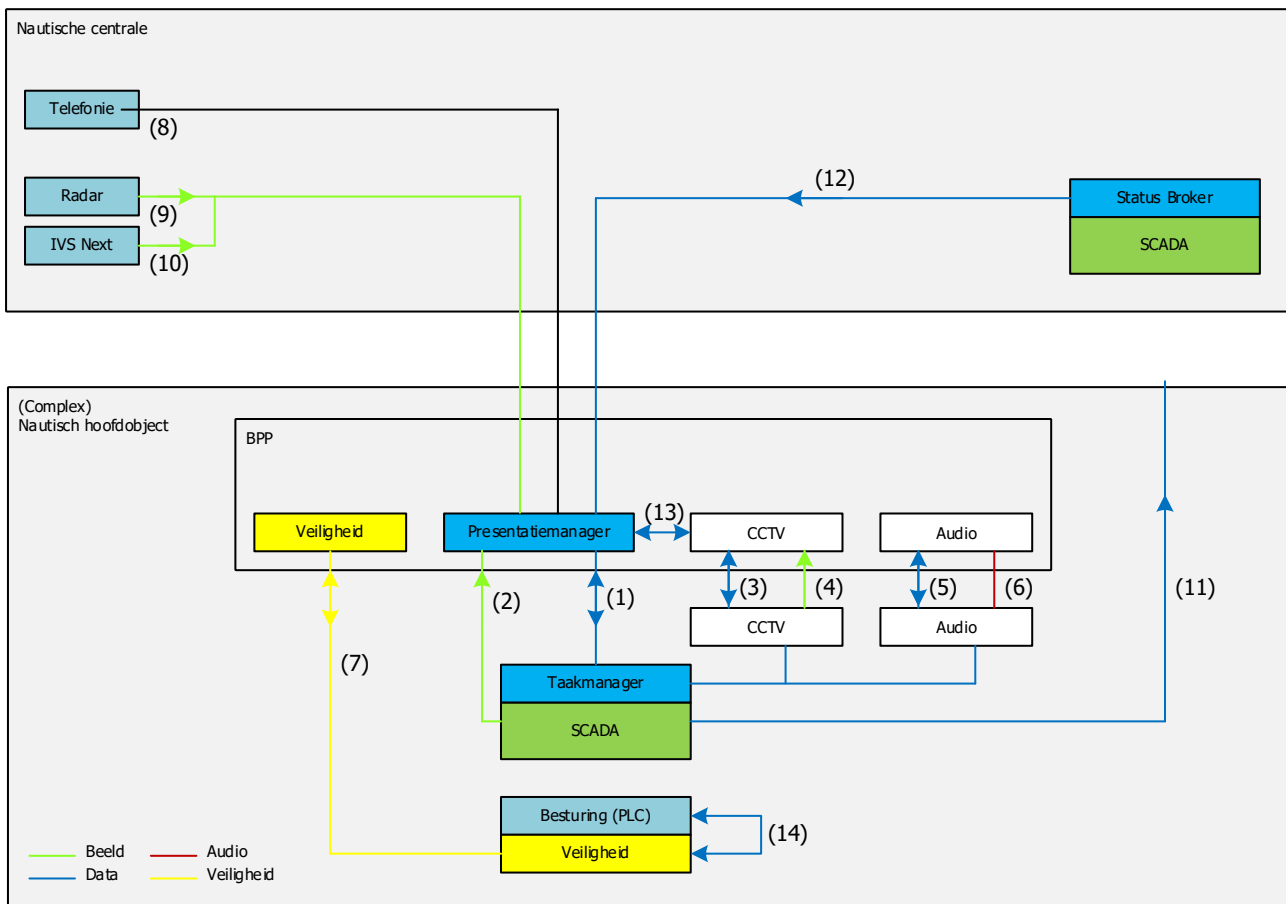 Nautische centrale
Telefonie
(8)
(12)
Radar
Status Broker
(9)
IVS Next
SCADA
(10)
(Complex)
Nautisch hoofdobject
BPP
Veiligheid
Presentatiemanager
(13)
CCTV
Audio
(2)
(1)
(3)
(4)
(5)
(6)
(11)
CCTV
Audio
(7)
Taakmanager
SCADA
Besturing (PLC)
(14)
Veiligheid
Beeld
Audio
Data
Veiligheid